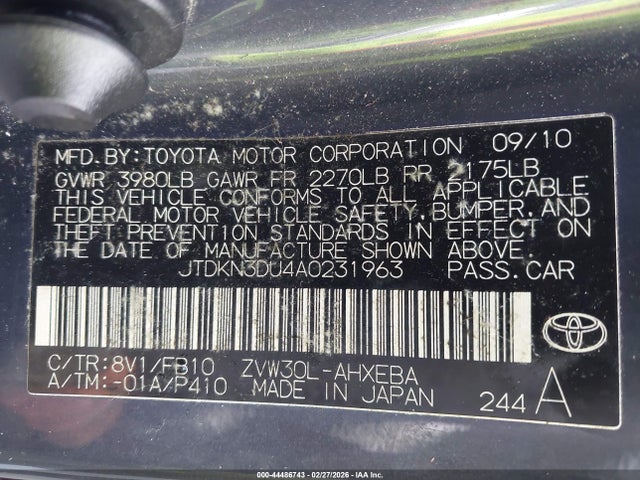 MFD. BY: TOYOTA MOTOR CORPORATION 09/10
GVWR 3980LB GAWR FR 2270LB RR 2175LB
THIS VEHICLE CONFORMS TO ALL APPLICABLE
FEDERAL MOTOR VEHICLE SAFETY, BUMPER, AND
THEFT PREVENTION STANDARDS IN EFFECT ON
THE DATE OF MANUFACTURE SHOWN ABOVE.
JTDKN3DU4A0231963 PASS. CAR
C/TR: 8V1/FB10 ZVW30L-AHXEBA
A/TM: -01A/P410 MADE IN JAPAN 244 A
000-44486743 - 02/27/2026 - IAA Inc.